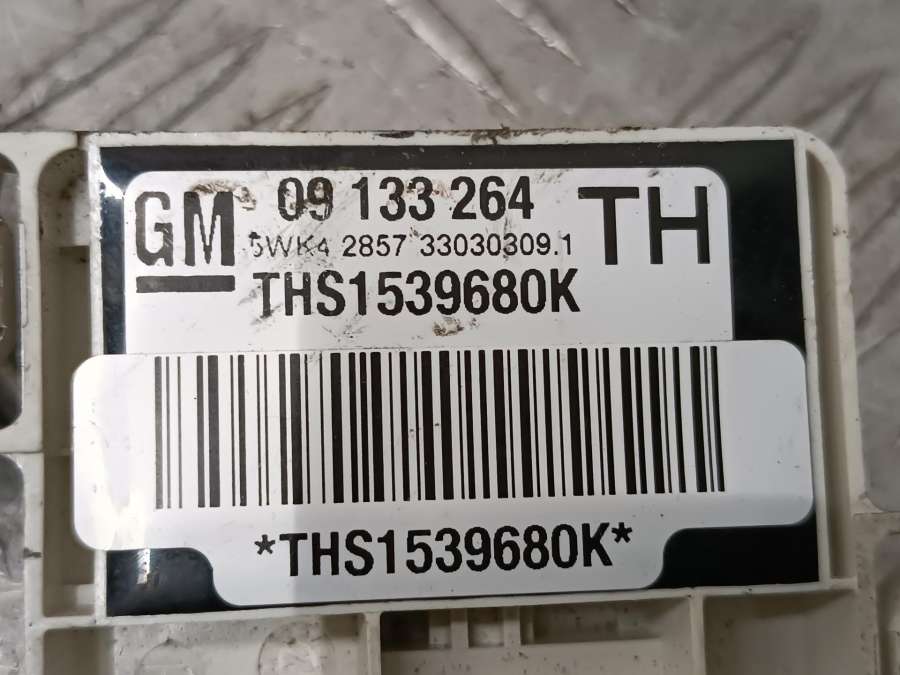 GM
09 133 264
TH
5WK4 2857 33030309.1
THS1539680K
*THS1539680K*